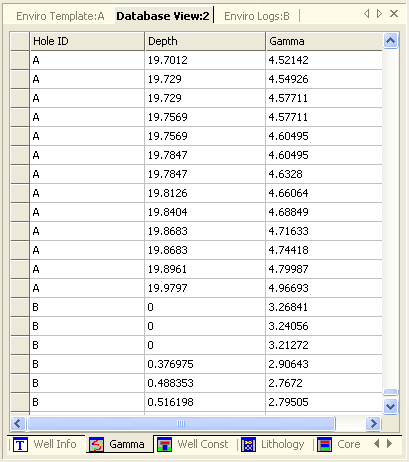 Enviro Template:A Database View:2 Enviro Logs:B
Hole ID Depth Gamma
A 19.7012 4.52142
A 19.729 4.54926
A 19.729 4.57711
A 19.7569 4.57711
A 19.7569 4.60495
A 19.7847 4.60495
A 19.7847 4.6328
A 19.8126 4.66064
A 19.8404 4.68849
A 19.8683 4.71633
A 19.8683 4.74418
A 19.8961 4.79987
A 19.9797 4.96693
B 0 3.26841
B 0 3.24056
B 0 3.21272
B 0.376975 2.90643
B 0.488353 2.7672
B 0.516198 2.79505
T Well Info Gamma Well Const Lithology Core